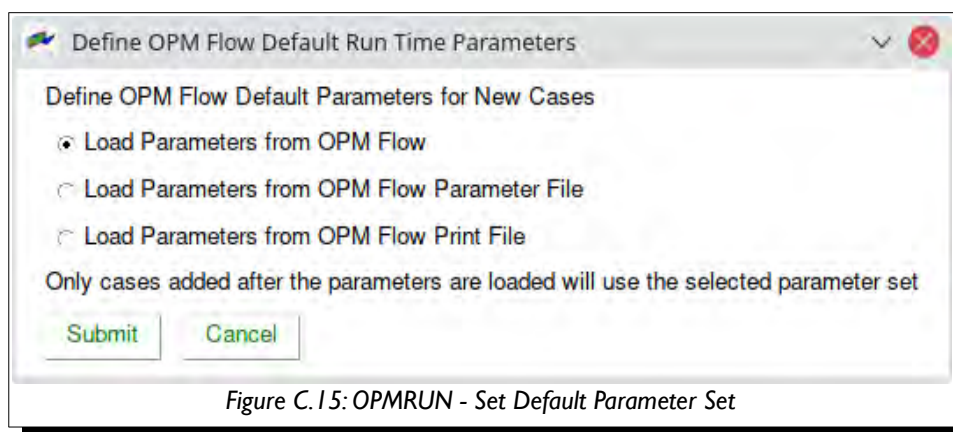 Define OPM Flow Default Run Time Parameters
Define OPM Flow Default Parameters for New Cases
Load Parameters from OPM Flow
Load Parameters from OPM Flow Parameter File
Load Parameters from OPM Flow Print File
Only cases added after the parameters are loaded will use the selected parameter set
Submit Cancel
Figure C.15: OPMRUN - Set Default Parameter Set